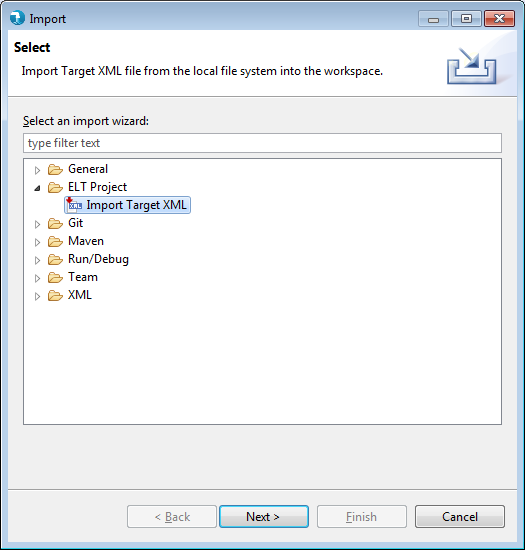 Import
Select
Import Target XML file from the local file system into the workspace.
Select an import wizard:
type filter text
General
ELT Project
XML Import Target XML
Git
Maven
Run/Debug
Team
XML
< Back
Next >
Finish
Cancel